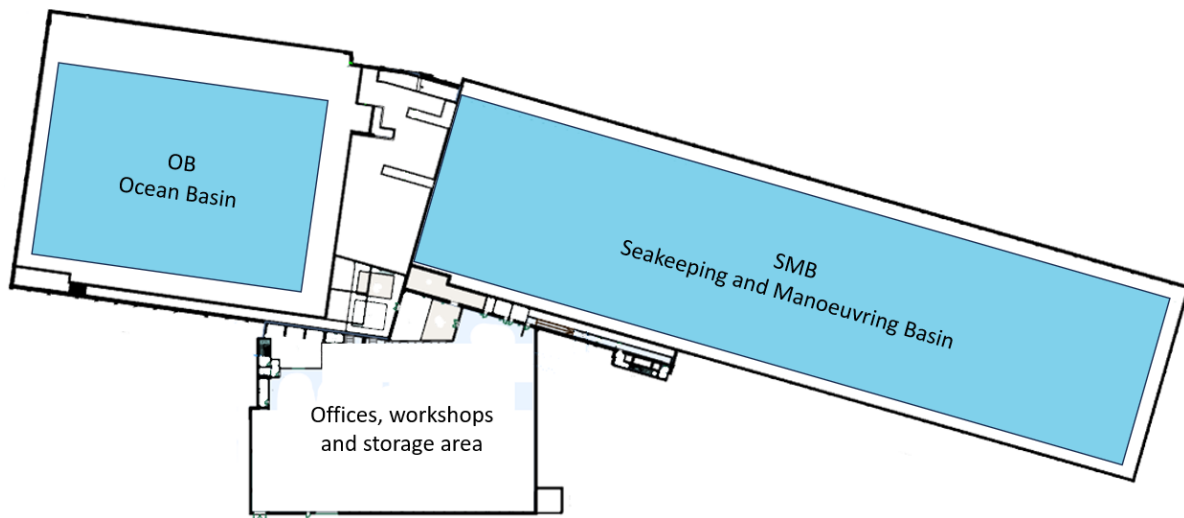 OB
Ocean Basin
SMB
Seakeeping and Manoeuvring Basin
Offices, workshops
and storage area